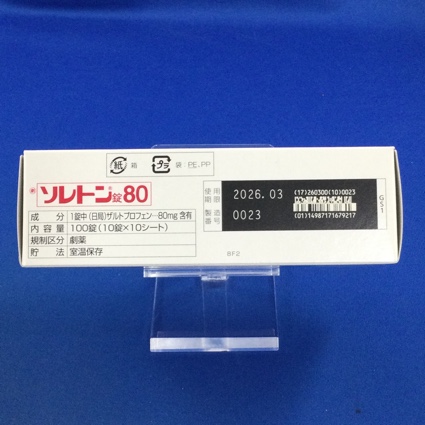 紙 箱 プラ 袋：PE,PP
ソルトン®錠80
成分 1錠中（日局）ザルトプロフェン…80mg 含有
内容量 100錠（10錠×10シート）
規制区分 劇薬
貯法 室温保存
使用期限 2026.03
製造番号 0023
(17)260300(10)0023
(01)14987171679217
G51
RF2